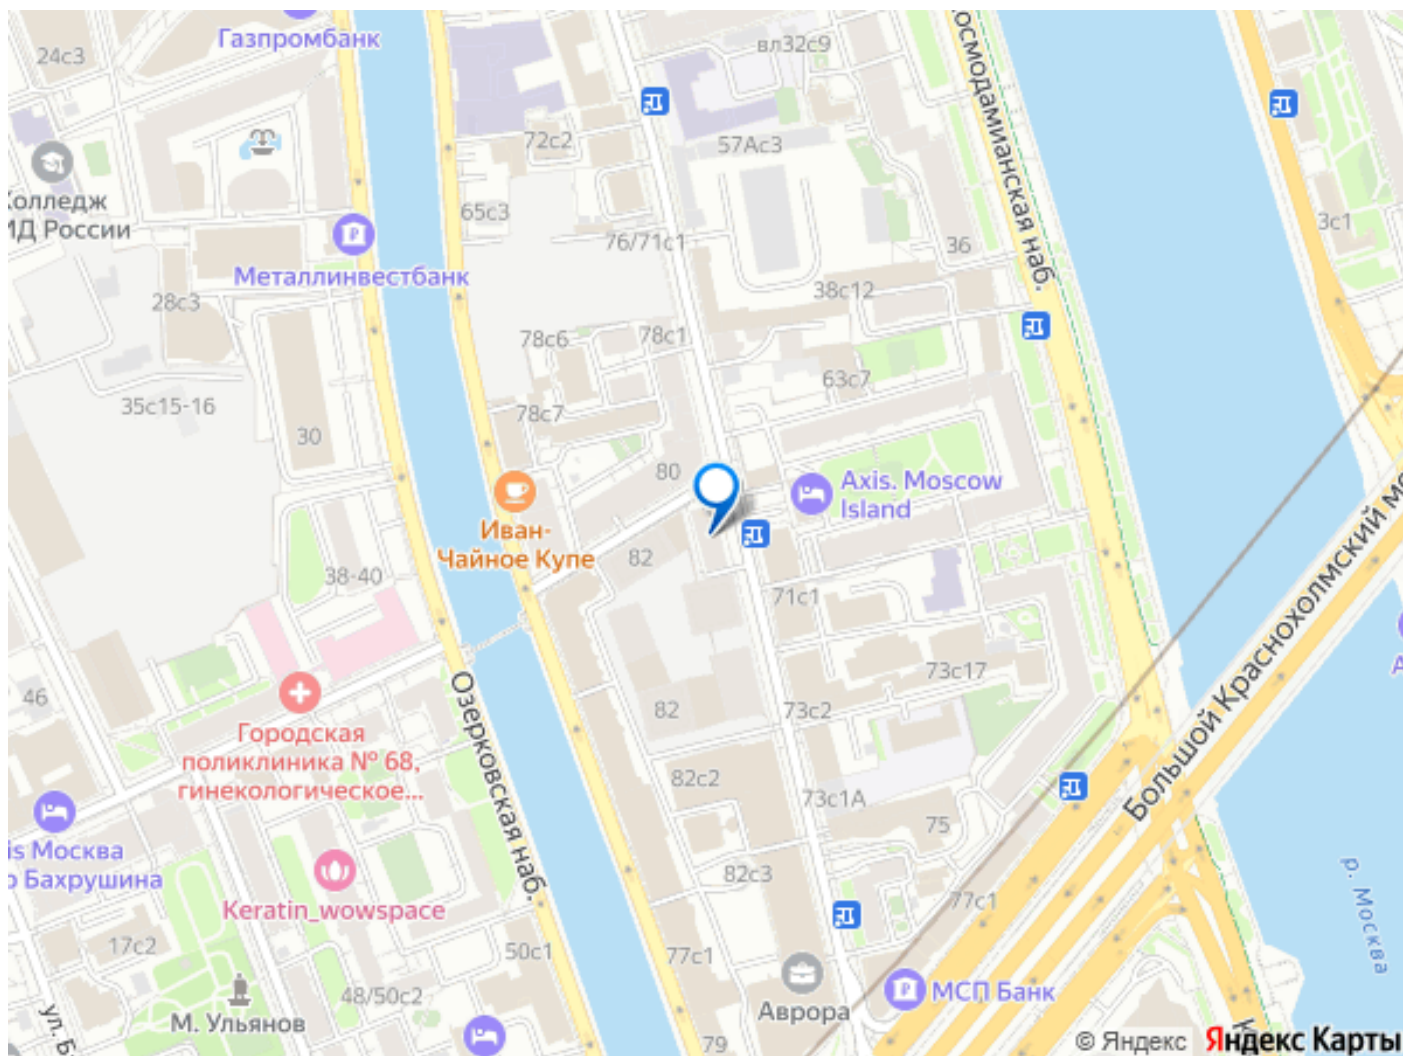 24с3
Газпромбанк
вл32с9
Космодамианская наб.
72с2
57Ас3
Колледж
ИД России
65с3
76/71с1
36
3с1
Металлинвестбанк
28с3
38с12
78с6
78с1
63с7
35с15-16
30
78с7
80
Axis. Moscow
Island
Иван-
Чайное Купе
82
38-40
71с1
Большой Краснохолмский мо
46
Городская
поликлиника № 68,
гинекологическое...
Озерковская наб.
82
73с17
73с2
82с2
73с1А
75
is Москва
о Бахрушина
82с3
77с1
Keratin_wowspace
р. Москва
17с2
50с1
77с1
48/50с2
М. Ульянов
ул. Б
Аврора
МСП Банк
79
© Яндекс Яндекс Карты